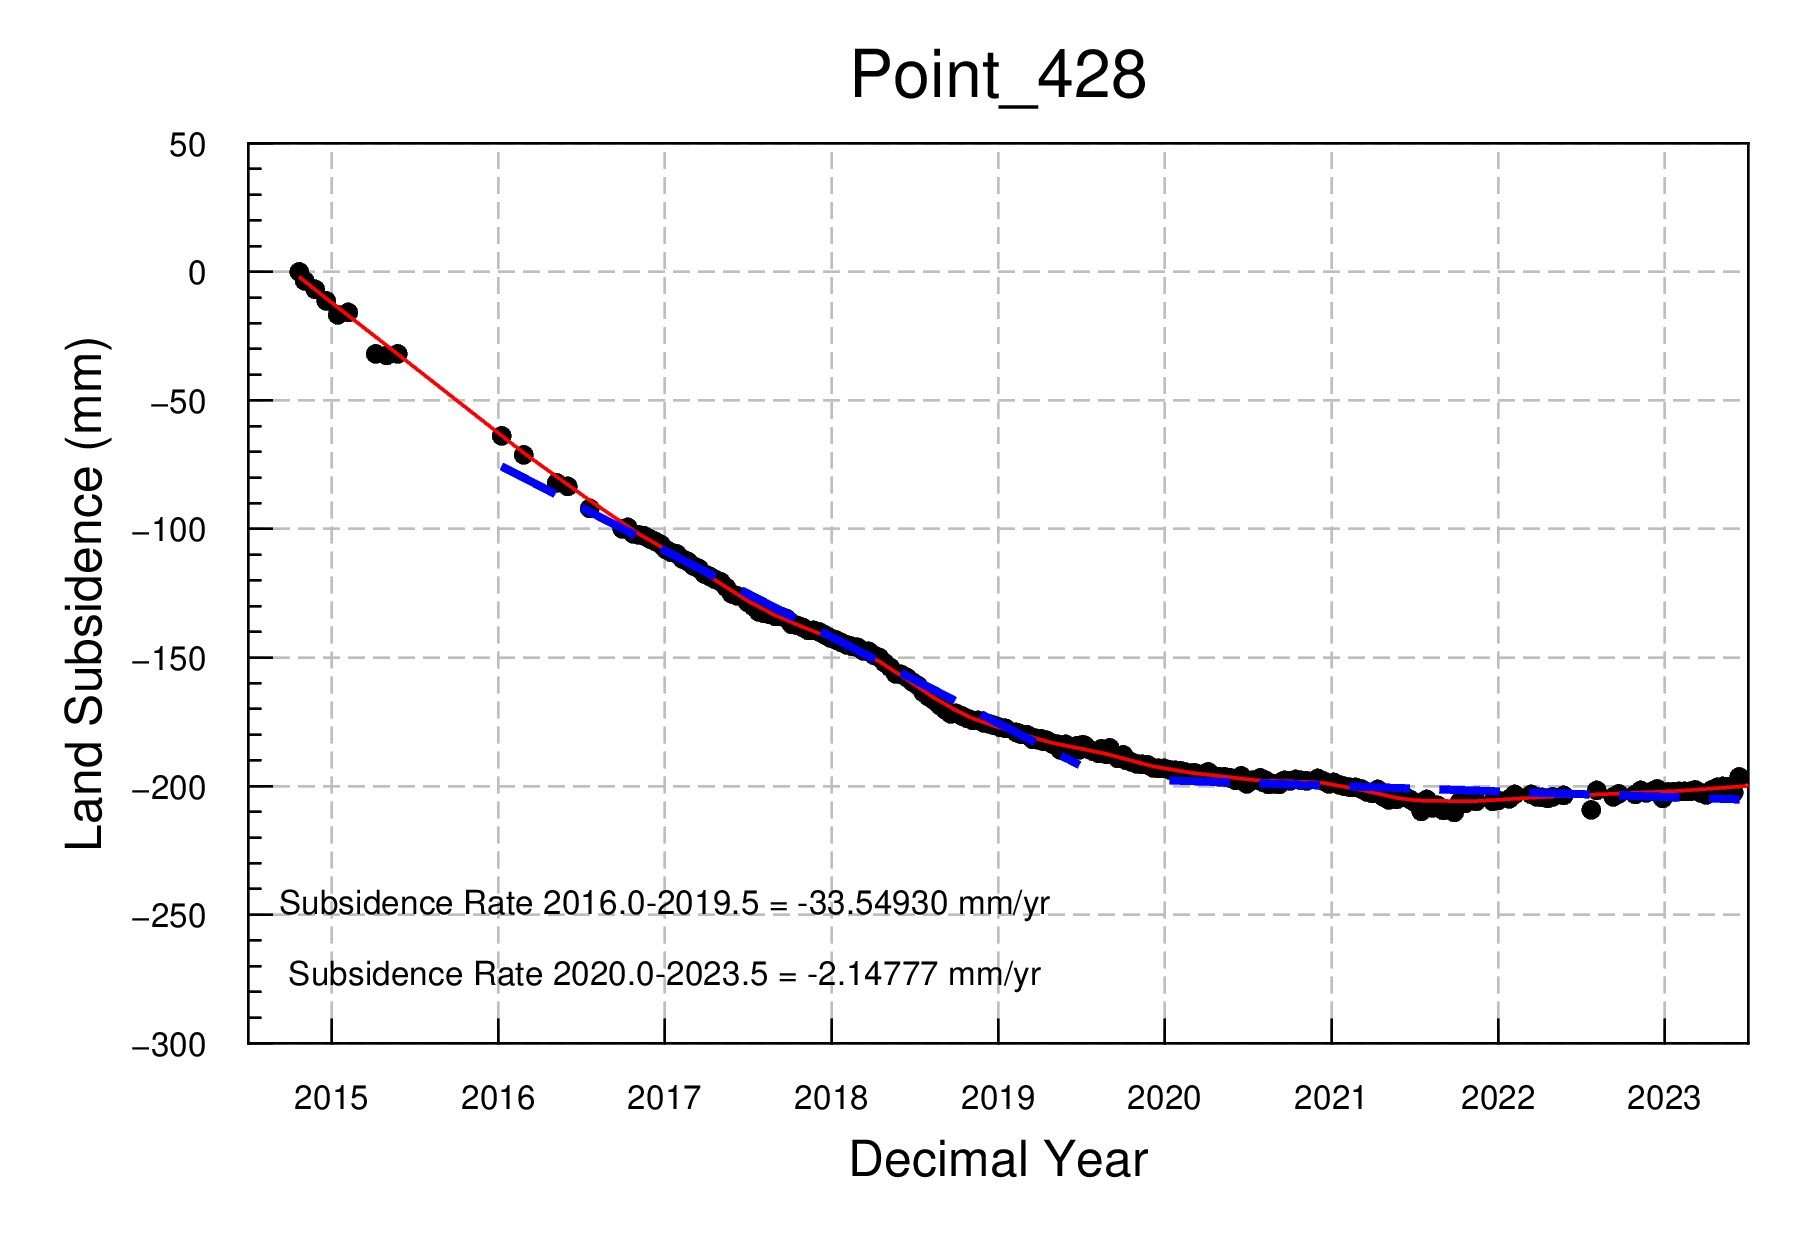 Point_428
50
0
−50
−100
−150
−200
−250
−300
Land Subsidence (mm)
Subsidence Rate 2016.0-2019.5 = -33.54930 mm/yr
Subsidence Rate 2020.0-2023.5 = -2.14777 mm/yr
2015 2016 2017 2018 2019 2020 2021 2022 2023
Decimal Year